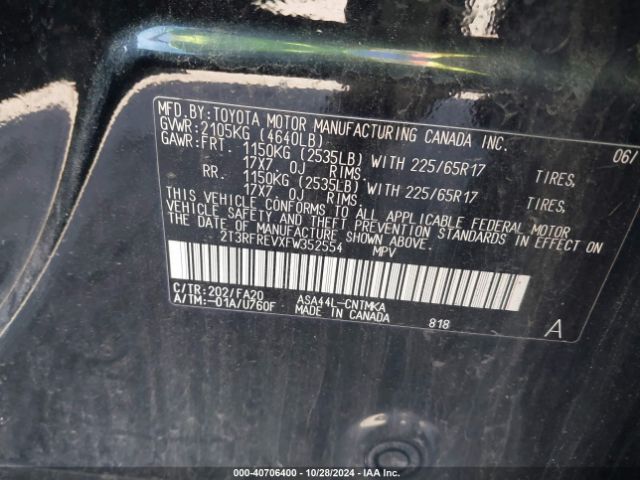 MFD.BY:TOYOTA MOTOR MANUFACTURING CANADA INC. 06/
GVWR:2105KG (4640LB)
GAWR:FRT. 1150KG (2535LB) WITH 225/65R17 TIRES,
17X7.0J RIMS.
RR. 1150KG (2535LB) WITH 225/65R17 TIRES,
17X7.0J RIMS.
THIS VEHICLE CONFORMS TO ALL APPLICABLE FEDERAL MOTOR
VEHICLE SAFETY AND THEFT PREVENTION STANDARDS IN EFFECT ON
THE DATE OF MANUFACTURE SHOWN ABOVE.
2T3RFREVXFW352554 MPV
C/TR:202/FA20 ASA44L-CNTMKA
A/TM:-01A/U760F MADE IN CANADA 818 A
000-40706400 | 10/28/2024 | IAA Inc.